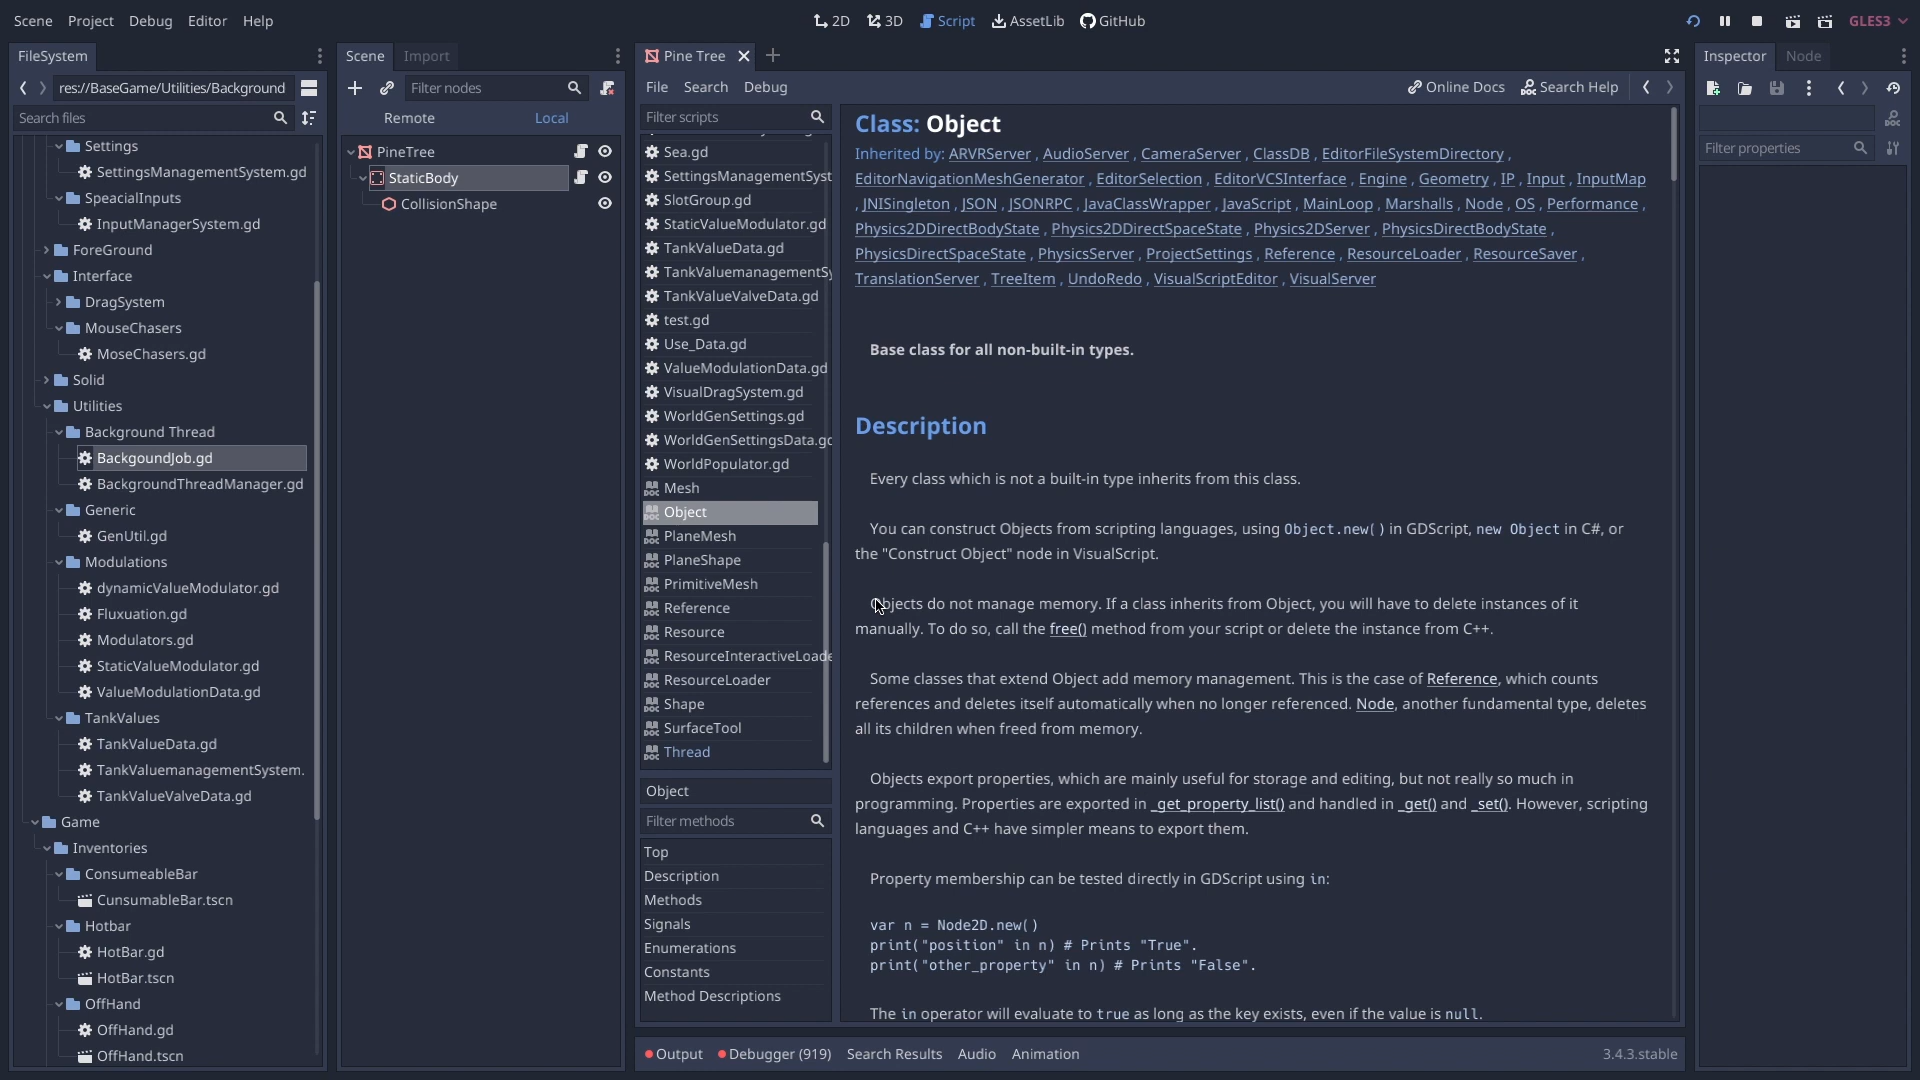 Scene Project Debug Editor Help
2D 3D Script AssetLib GitHub
GLES3
FileSystem
res://BaseGame/Utilities/Background
Search files
Settings
SettingsManagementSystem.gd
SpeacialInputs
InputManagerSystem.gd
ForeGround
Interface
DragSystem
MouseChasers
MoseChasers.gd
Solid
Utilities
Background Thread
BackgoundJob.gd
BackgroundThreadManager.gd
Generic
GenUtil.gd
Modulations
dynamicValueModulator.gd
Fluxuation.gd
Modulators.gd
StaticValueModulator.gd
ValueModulationData.gd
TankValues
TankValueData.gd
TankValuemanagementSystem.
TankValueValveData.gd
Game
Inventories
ConsumeableBar
CunsumableBar.tscn
Hotbar
HotBar.gd
HotBar.tscn
OffHand
OffHand.gd
OffHand.tscn
Scene Import
Filter nodes
Remote Local
PineTree
StaticBody
CollisionShape
Pine Tree
File Search Debug
Online Docs Search Help
Filter scripts
Sea.gd
SettingsManagementSyst
SlotGroup.gd
StaticValueModulator.gd
TankValueData.gd
TankValuemanagementSy
TankValueValveData.gd
test.gd
Use_Data.gd
ValueModulationData.gd
VisualDragSystem.gd
WorldGenSettings.gd
WorldGenSettingsData.gd
WorldPopulator.gd
Mesh
Object
PlaneMesh
PlaneShape
PrimitiveMesh
Reference
Resource
ResourceInteractiveLoade
ResourceLoader
Shape
SurfaceTool
Thread
Object
Filter methods
Top
Description
Methods
Signals
Enumerations
Constants
Method Descriptions
Class: Object
Inherited by: ARVRServer , AudioServer , CameraServer , ClassDB , EditorFileSystemDirectory ,
EditorNavigationMeshGenerator , EditorSelection , EditorVCSInterface , Engine , Geometry , IP , Input , InputMap
, JNISingleton , JSON , JSONRPC , JavaClassWrapper , JavaScript , MainLoop , Marshalls , Node , OS , Performance ,
Physics2DDirectBodyState , Physics2DDirectSpaceState , Physics2DServer , PhysicsDirectBodyState ,
PhysicsDirectSpaceState , PhysicsServer , ProjectSettings , Reference , ResourceLoader , ResourceSaver ,
TranslationServer , TreeItem , UndoRedo , VisualScriptEditor , VisualServer
Base class for all non-built-in types.
Description
Every class which is not a built-in type inherits from this class.
You can construct Objects from scripting languages, using Object.new() in GDScript, new Object in C#, or
the "Construct Object" node in VisualScript.
Objects do not manage memory. If a class inherits from Object, you will have to delete instances of it
manually. To do so, call the free() method from your script or delete the instance from C++.
Some classes that extend Object add memory management. This is the case of Reference, which counts
references and deletes itself automatically when no longer referenced. Node, another fundamental type, deletes
all its children when freed from memory.
Objects export properties, which are mainly useful for storage and editing, but not really so much in
programming. Properties are exported in _get_property_list() and handled in _get() and _set(). However, scripting
languages and C++ have simpler means to export them.
Property membership can be tested directly in GDScript using in:
var n = Node2D.new()
print("position" in n) # Prints "True".
print("other_property" in n) # Prints "False".
The in operator will evaluate to true as long as the key exists, even if the value is null.
Output Debugger (919) Search Results Audio Animation
3.4.3.stable
Inspector Node
Filter properties